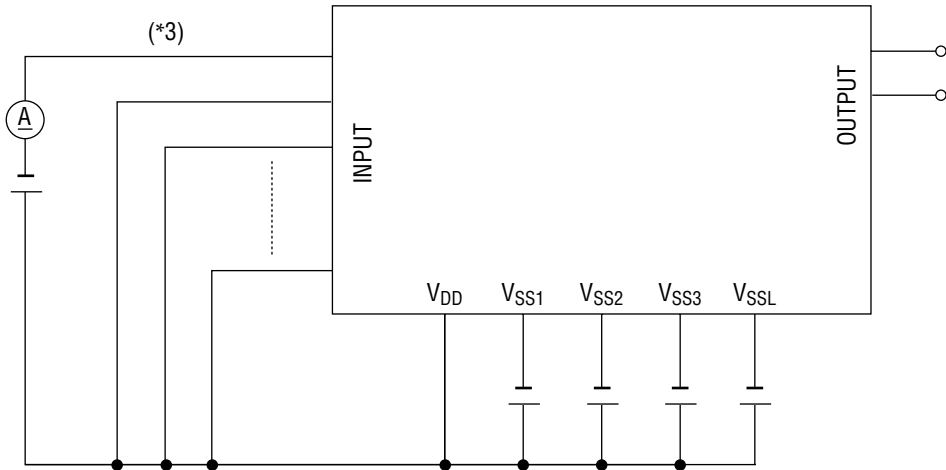 (*3)
A
INPUT
OUTPUT
VDD VSS1 VSS2 VSS3 VSSL